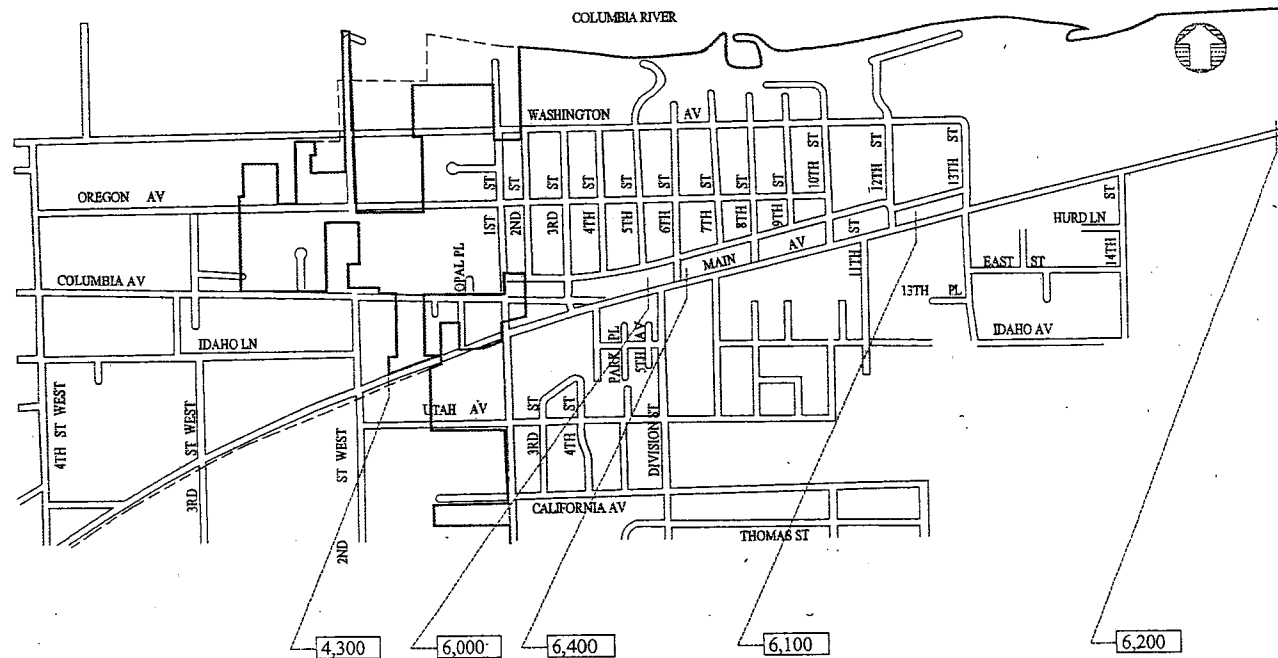 COLUMBIA RIVER
WASHINGTON AV
OREGON AV
1ST ST
2ND ST
3RD ST
4TH ST
5TH ST
6TH ST
7TH ST
8TH ST
9TH ST
10TH ST
12TH ST
13TH ST
HURD LN
14TH ST
MAIN AV
11TH ST
EAST ST
COLUMBIA AV
OPAL PL
13TH PL
IDAHO AV
IDAHO LN
PARK PL
5TH AV
4TH ST WEST
3RD ST WEST
2ND ST WEST
UTAH AV
3RD ST
4TH ST
DIVISION ST
CALIFORNIA AV
THOMAS ST
4,300
6,000
6,400
6,100
6,200